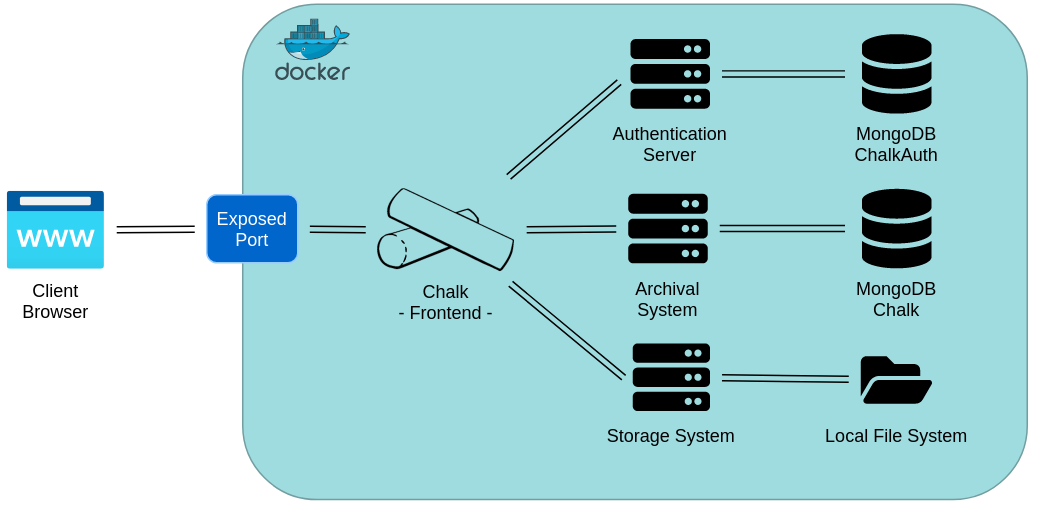 docker
Authentication
Server
MongoDB
ChalkAuth
www
Exposed
Port
Client
Browser
Chalk
- Frontend -
Archival
System
MongoDB
Chalk
Storage System
Local File System